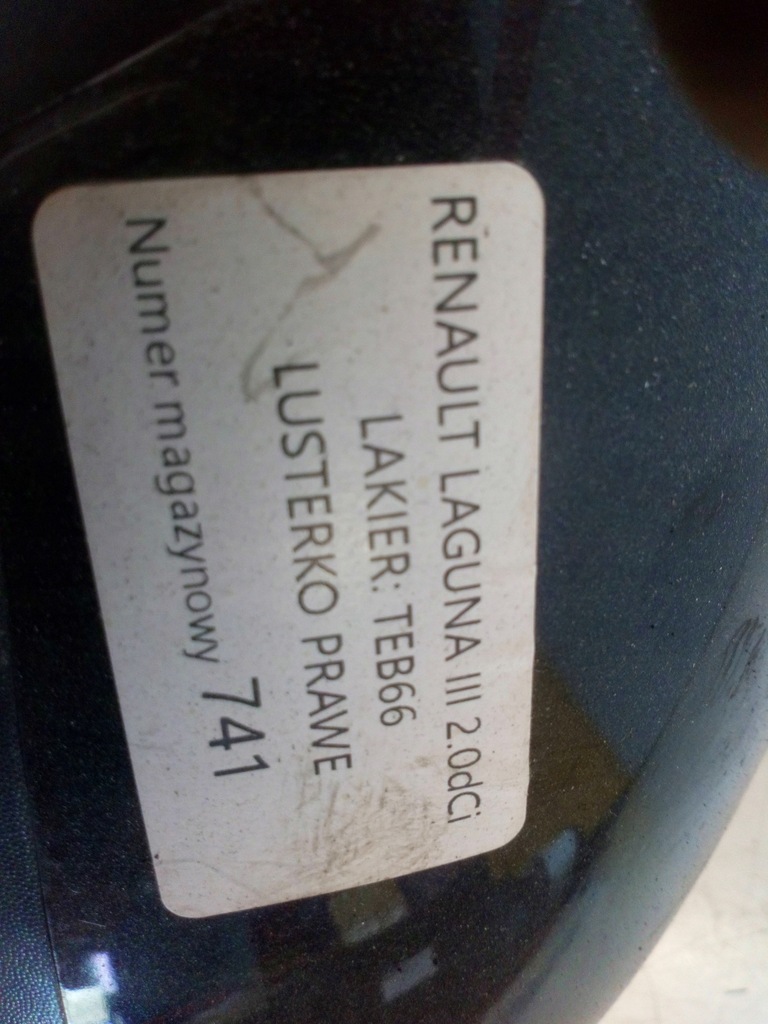 RENAULT LAGUNA III 2.0dCi
LAKIER: TEB66
LUSTERKO PRAWE
Numer magazynowy 741